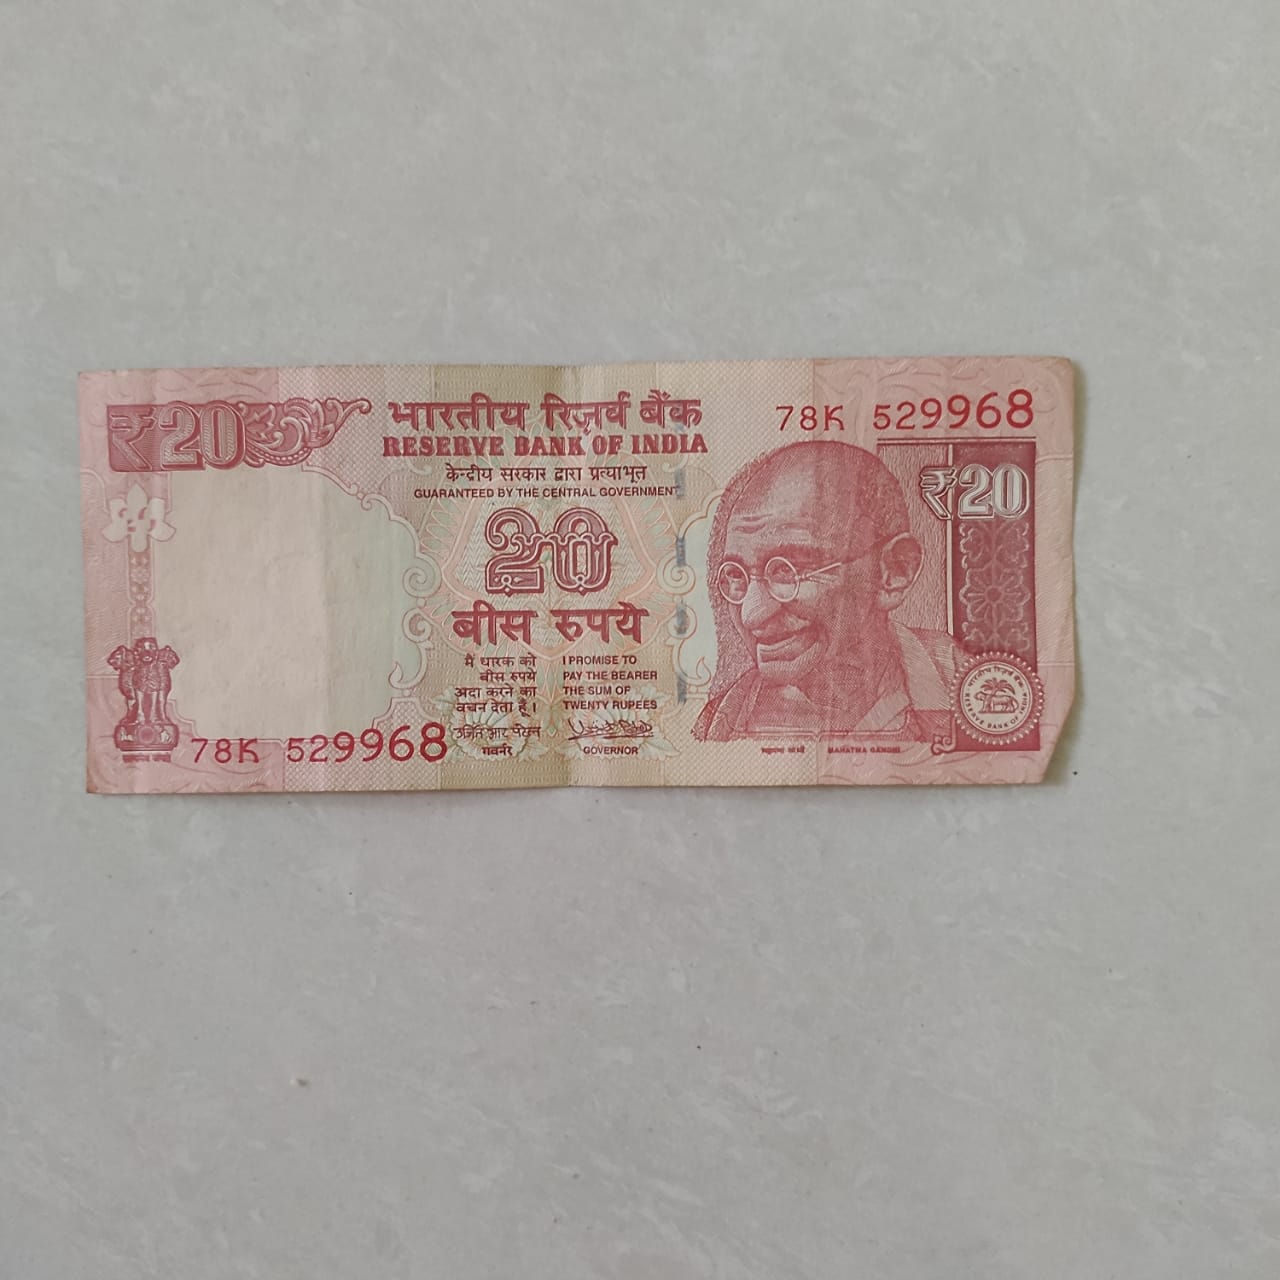 ₹20
भारतीय रिज़र्व बैंक
RESERVE BANK OF INDIA
केन्द्रीय सरकार द्वारा प्रत्याभूत
GUARANTEED BY THE CENTRAL GOVERNMENT
78K 529968
₹20
20
बीस रुपये
मैं धारक को
बीस रुपये
अदा करने का
वचन देता हूँ।
I PROMISE TO
PAY THE BEARER
THE SUM OF
TWENTY RUPEES
उर्जित आर पटेल
गवर्नर
GOVERNOR
78K 529968
सत्यमेव जयते
महात्मा गांधी
MAHATMA GANDHI
भारतीय रिज़र्व बैंक
RESERVE BANK OF INDIA